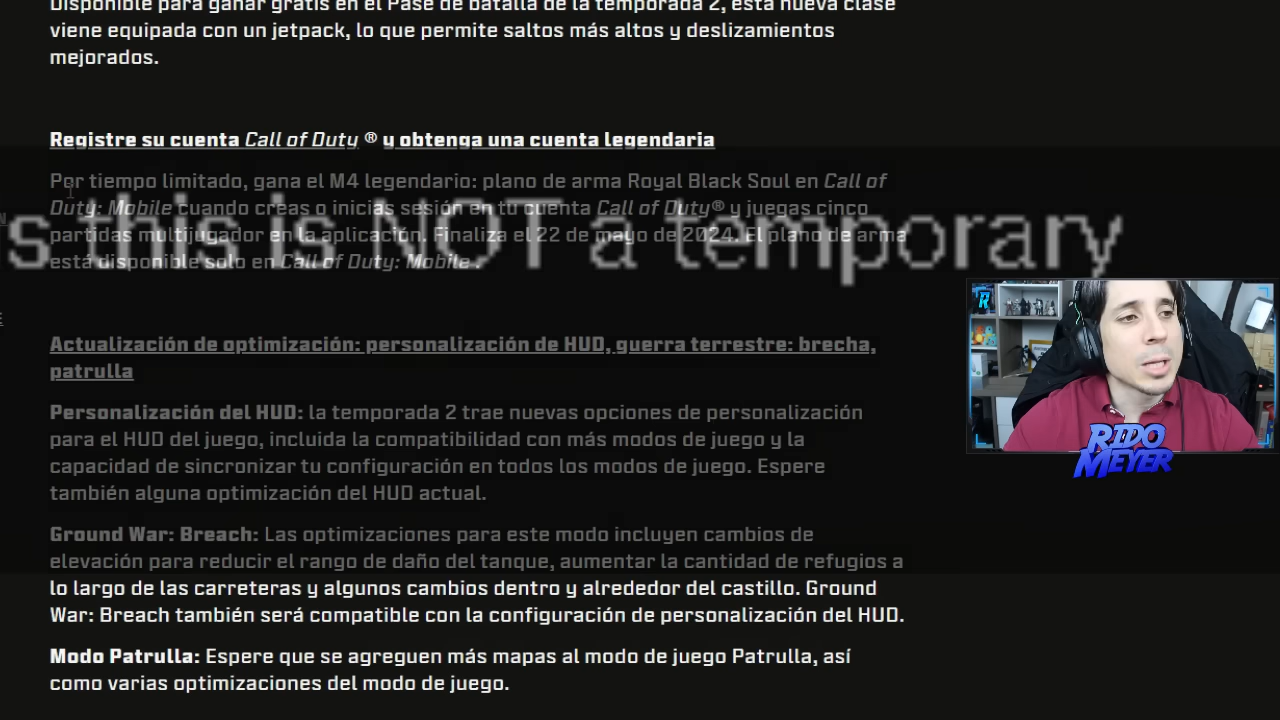 Disponible para ganar gratis en el Pase de batalla de la temporada 2, esta nueva clase
viene equipada con un jetpack, lo que permite saltos más altos y deslizamientos
mejorados.
Registre su cuenta Call of Duty ® y obtenga una cuenta legendaria
Por tiempo limitado, gana el M4 legendario: plano de arma Royal Black Soul en Call of
Duty: Mobile cuando creas o inicias sesión en tu cuenta Call of Duty® y juegas cinco
partidas multijugador en la aplicación. Finaliza el 22 de mayo de 2024. El plano de arma
está disponible solo en Call of Duty: Mobile .
s this is NOT a temporary
Actualización de optimización: personalización de HUD, guerra terrestre: brecha,
patrulla
Personalización del HUD: la temporada 2 trae nuevas opciones de personalización
para el HUD del juego, incluida la compatibilidad con más modos de juego y la
capacidad de sincronizar tu configuración en todos los modos de juego. Espere
también alguna optimización del HUD actual.
RIDO
MEYER
Ground War: Breach: Las optimizaciones para este modo incluyen cambios de
elevación para reducir el rango de daño del tanque, aumentar la cantidad de refugios a
lo largo de las carreteras y algunos cambios dentro y alrededor del castillo. Ground
War: Breach también será compatible con la configuración de personalización del HUD.
Modo Patrulla: Espere que se agreguen más mapas al modo de juego Patrulla, así
como varias optimizaciones del modo de juego.